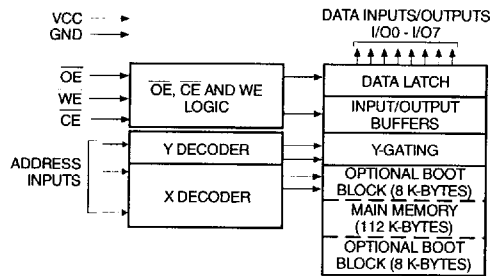 VCC
GND
OE
WE
CE
ADDRESS
INPUTS
OE, CE AND WE
LOGIC
Y DECODER
X DECODER
DATA INPUTS/OUTPUTS
I/O0 - I/O7
DATA LATCH
INPUT/OUTPUT
BUFFERS
Y-GATING
OPTIONAL BOOT
BLOCK (8 K-BYTES)
MAIN MEMORY
(112 K-BYTES)
OPTIONAL BOOT
BLOCK (8 K-BYTES)